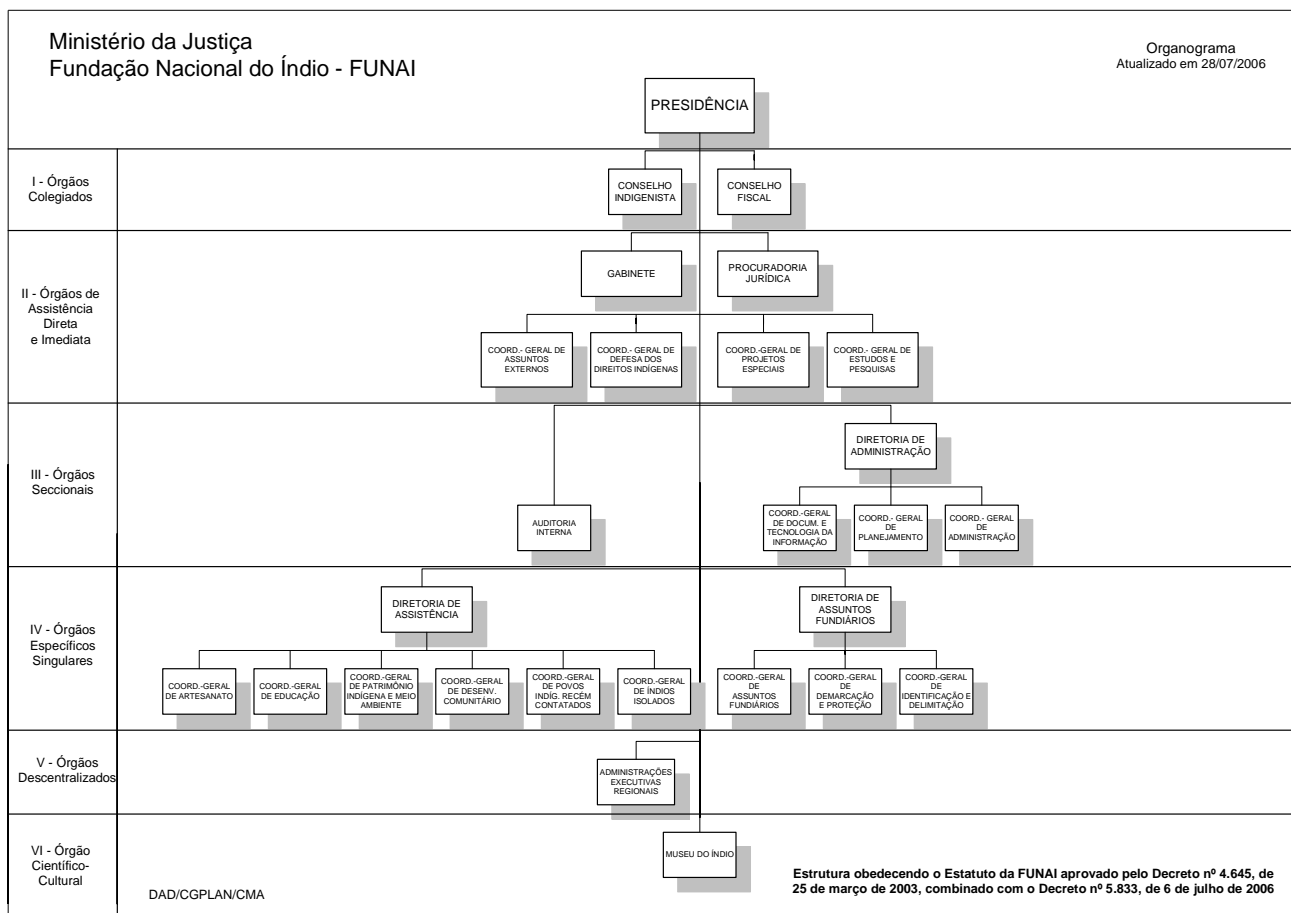 Ministério da Justiça
Fundação Nacional do Índio - FUNAI
Organograma
Atualizado em 28/07/2006
PRESIDÊNCIA
I - Órgãos
Colegiados
CONSELHO
INDIGENISTA
CONSELHO
FISCAL
II - Órgãos de
Assistência
Direta
e Imediata
GABINETE
PROCURADORIA
JURÍDICA
COORD.- GERAL DE
ASSUNTOS
EXTERNOS
COORD.- GERAL DE
DEFESA DOS
DIREITOS INDÍGENAS
COORD.-GERAL DE
PROJETOS
ESPECIAIS
COORD.- GERAL DE
ESTUDOS E
PESQUISAS
III - Órgãos
Seccionais
DIRETORIA DE
ADMINISTRAÇÃO
AUDITORIA
INTERNA
COORD.-GERAL
DE DOCUM. E
TECNOLOGIA DA
INFORMAÇÃO
COORD.- GERAL
DE
PLANEJAMENTO
COORD.- GERAL
DE
ADMINISTRAÇÃO
IV - Órgãos
Específicos
Singulares
DIRETORIA DE
ASSISTÊNCIA
DIRETORIA DE
ASSUNTOS
FUNDIÁRIOS
COORD.-GERAL
DE ARTESANATO
COORD.-GERAL
DE EDUCAÇÃO
COORD.-GERAL
DE PATRIMÔNIO
INDÍGENA E MEIO
AMBIENTE
COORD.-GERAL
DE DESENV.
COMUNITÁRIO
COORD.-GERAL
DE POVOS
INDÍG. RECÉM
CONTATADOS
COORD.-GERAL
DE ÍNDIOS
ISOLADOS
COORD.-GERAL
DE
ASSUNTOS
FUNDIÁRIOS
COORD.-GERAL
DE
DEMARCAÇÃO
E PROTEÇÃO
COORD.-GERAL
DE
IDENTIFICAÇÃO E
DELIMITAÇÃO
V - Órgãos
Descentralizados
ADMINISTRAÇÕES
EXECUTIVAS
REGIONAIS
VI - Órgão
Científico-
Cultural
MUSEU DO ÍNDIO
DAD/CGPLAN/CMA
Estrutura obedecendo o Estatuto da FUNAI aprovado pelo Decreto nº 4.645, de
25 de março de 2003, combinado com o Decreto nº 5.833, de 6 de julho de 2006